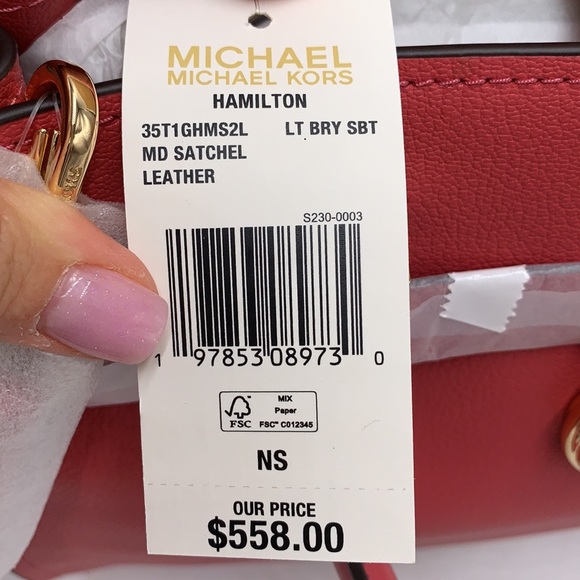 MICHAEL
MICHAEL KORS
HAMILTON
35T1GHMS2L LT BRY SBT
MD SATCHEL
LEATHER
S230-0003
1 97853 08973 0
FSC
MIX
Paper
FSC™ C012345
NS
OUR PRICE
$558.00